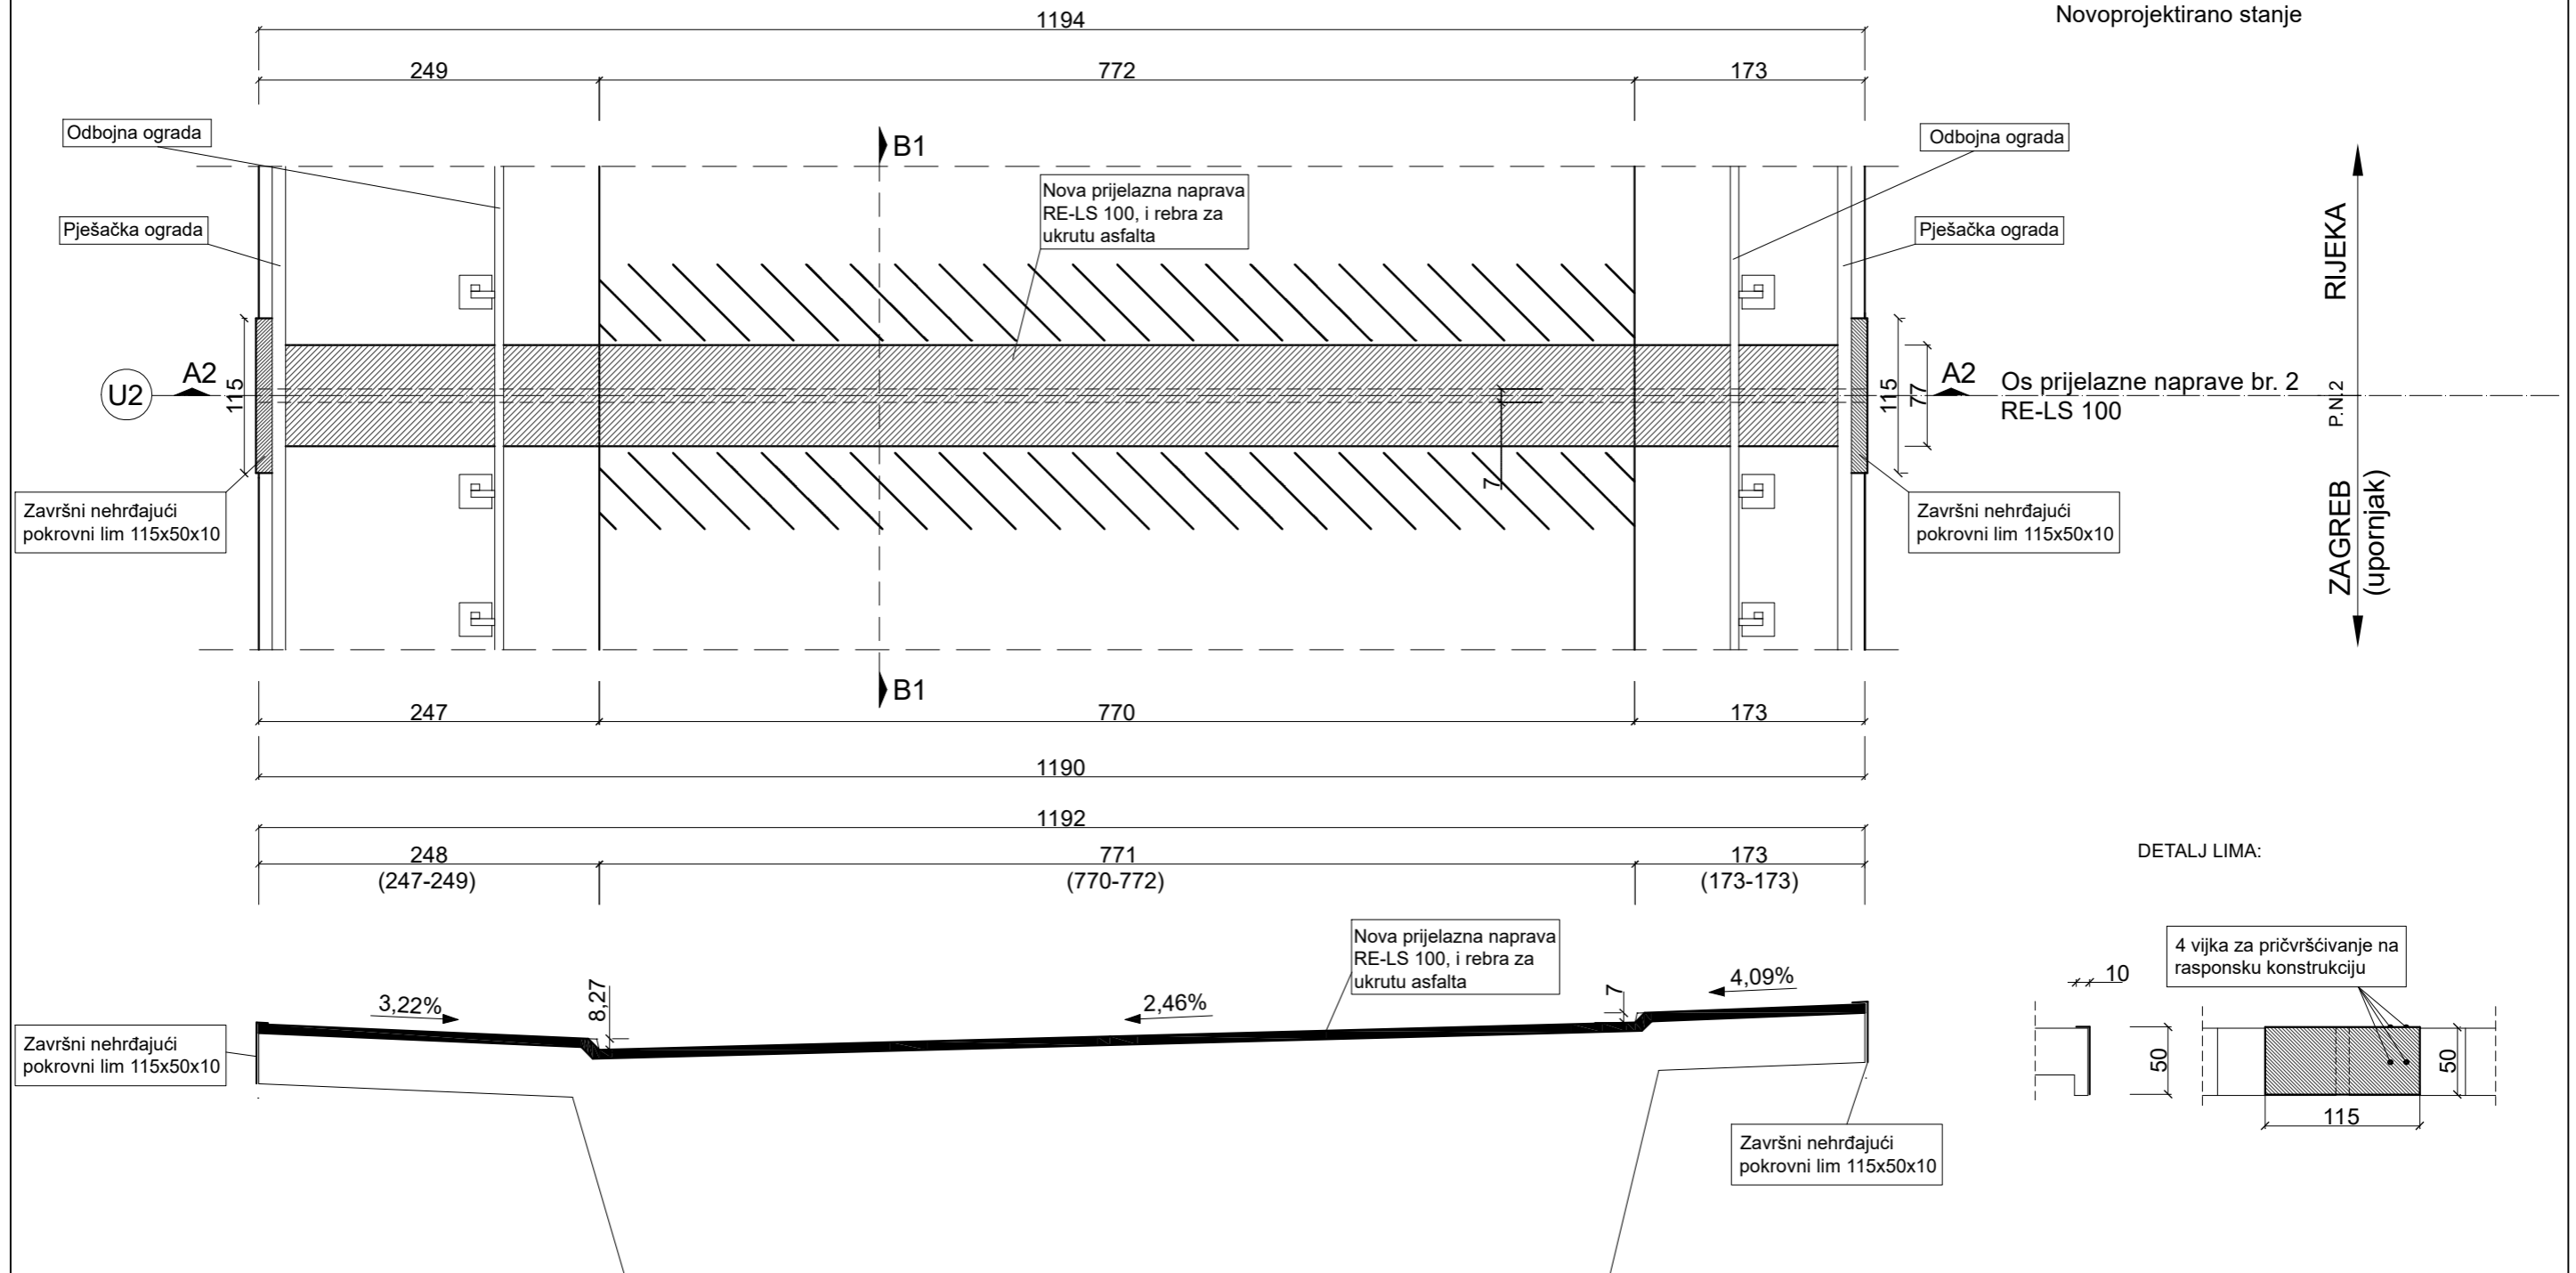 Novoprojektirano stanje
1194
249
772
173
Odbojna ograda
Pješačka ograda
B1
Nova prijelazna naprava
RE-LS 100, i rebra za
ukrutu asfalta
Odbojna ograda
Pješačka ograda
RIJEKA
U2
A2
115
7
115
77
A2
Os prijelazne naprave br. 2
RE-LS 100
P.N.2
ZAGREB
(upornjak)
Završni nehrđajući
pokrovni lim 115x50x10
Završni nehrđajući
pokrovni lim 115x50x10
B1
247
770
173
1190
1192
248
(247-249)
771
(770-772)
173
(173-173)
3,22%
8,27
2,46%
Nova prijelazna naprava
RE-LS 100, i rebra za
ukrutu asfalta
7
4,09%
Završni nehrđajući
pokrovni lim 115x50x10
Završni nehrđajući
pokrovni lim 115x50x10
DETALJ LIMA:
4 vijka za pričvršćivanje na
rasponsku konstrukciju
10
50
50
115